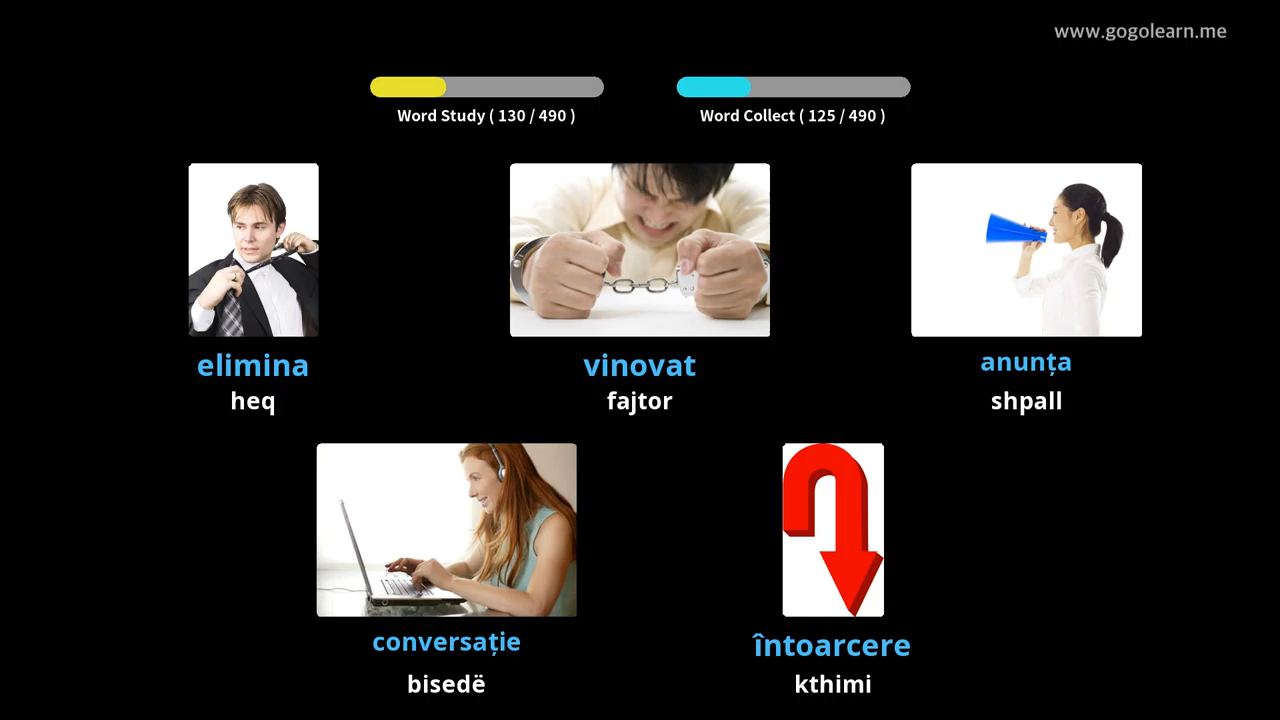 www.gogolearn.me
Word Study ( 130 / 490 )
Word Collect ( 125 / 490 )
elimina
heq
vinovat
fajtor
anunța
shpall
conversație
bisedë
întoarcere
kthimi